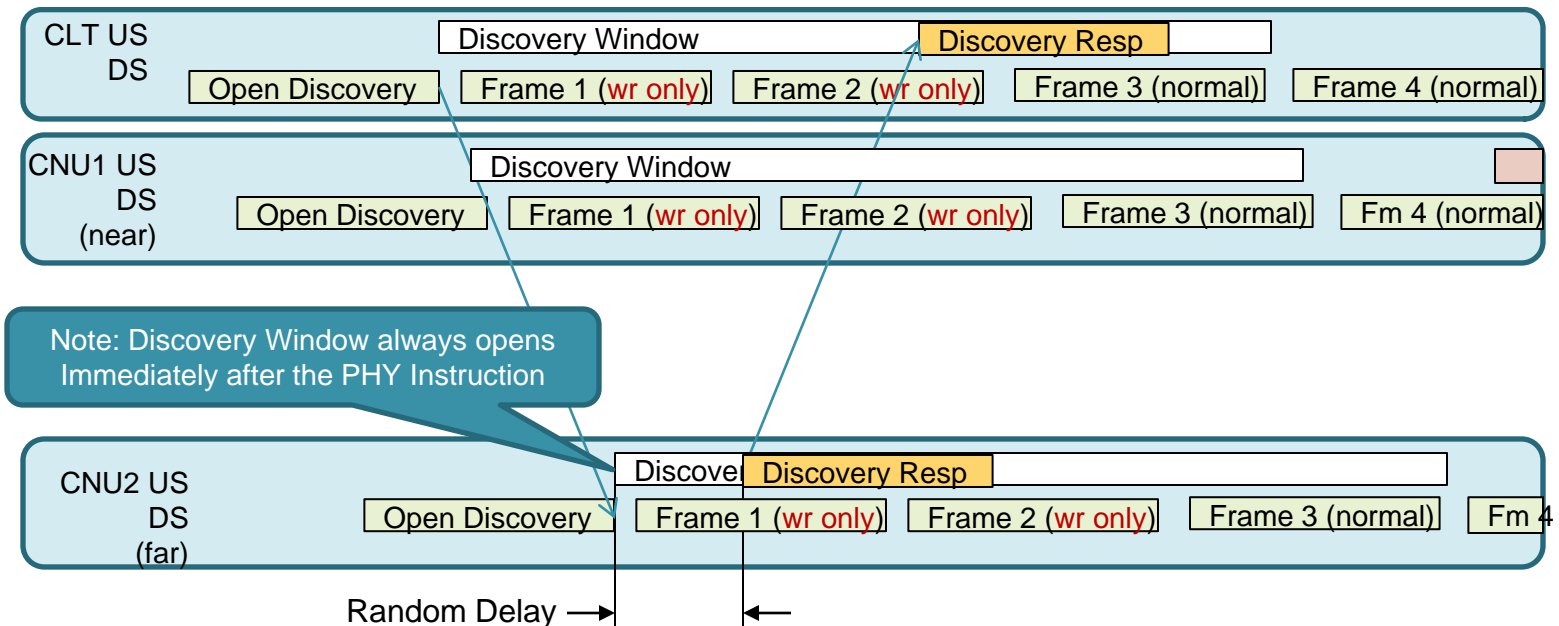 CLT US
DS
Discovery Window
Discovery Resp
Open Discovery
Frame 1 (wr only)
Frame 2 (wr only)
Frame 3 (normal)
Frame 4 (normal)
CNU1 US
DS
(near)
Discovery Window
Open Discovery
Frame 1 (wr only)
Frame 2 (wr only)
Frame 3 (normal)
Fm 4 (normal)
Note: Discovery Window always opens
Immediately after the PHY Instruction
CNU2 US
DS
(far)
Discover
Discovery Resp
Open Discovery
Frame 1 (wr only)
Frame 2 (wr only)
Frame 3 (normal)
Fm 4
Random Delay